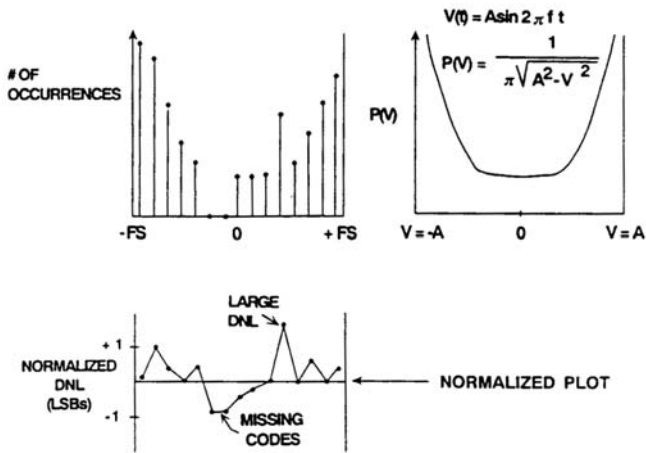 # OF
OCCURRENCES
-FS
0
+FS
V(t) = A sin 2 π f t
P(V) = 1 / π√A² - V²
P(V)
V = -A
0
V = A
LARGE
DNL
+1
NORMALIZED
DNL
(LSBs)
-1
MISSING
CODES
NORMALIZED PLOT